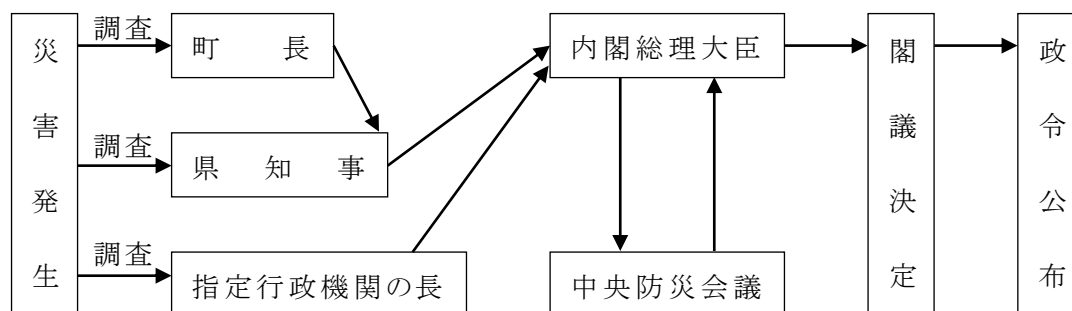 災害発生
調査
町長
調査
県知事
調査
指定行政機関の長
内閣総理大臣
中央防災会議
閣議決定
政令公布